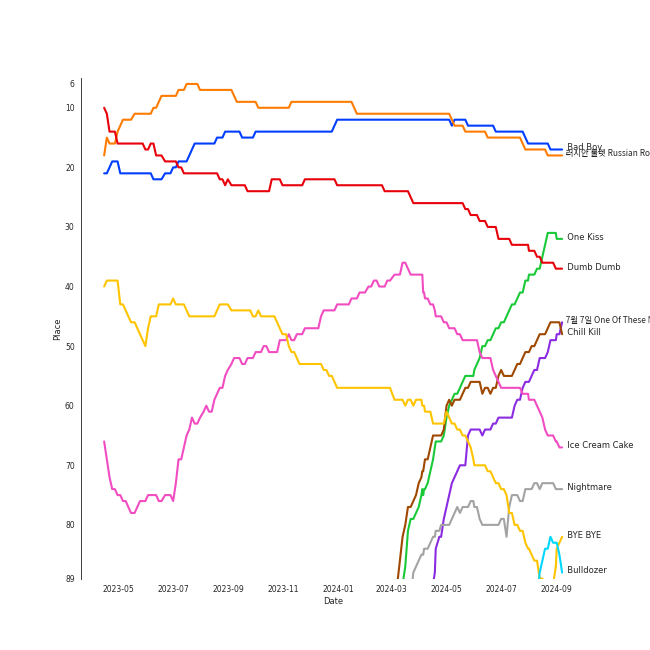 6
10
20
30
40
50
60
70
80
89
Place
2023-05
2023-07
2023-09
2023-11
2024-01
2024-03
2024-05
2024-07
2024-09
Date
Bad Boy
러시안 룰렛 Russian Ro
One Kiss
Dumb Dumb
7월 7일 One Of These N
Chill Kill
Ice Cream Cake
Nightmare
BYE BYE
Bulldozer